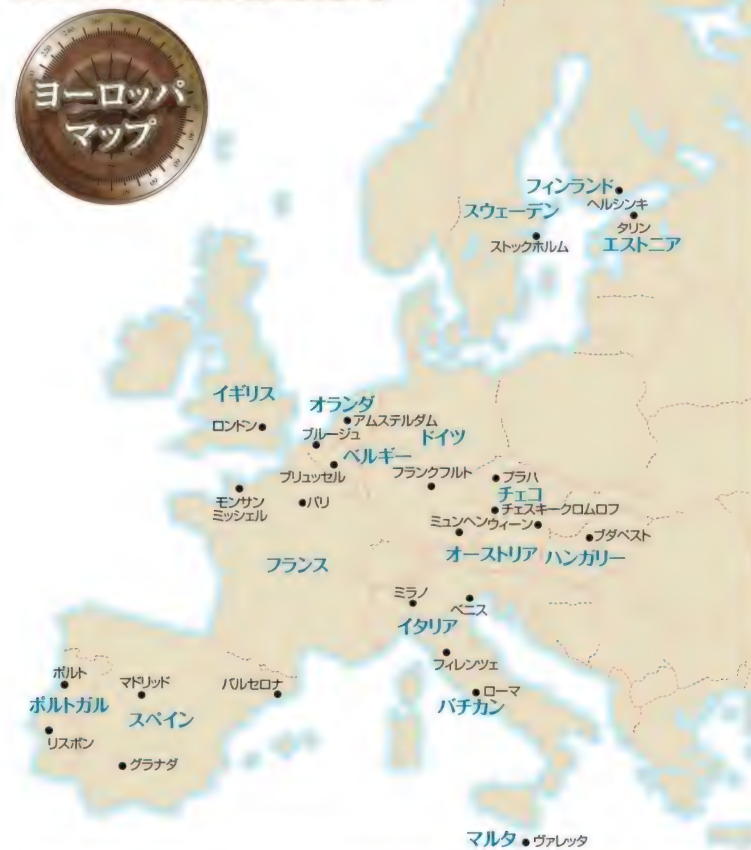 ヨーロッパ
マップ
フィンランド
ヘルシンキ
スウェーデン
タリン
ストックホルム
エストニア
イギリス
オランダ
ロンドン
アムステルダム
ブルージュ
ドイツ
ベルギー
ブリュッセル
フランクフルト
プラハ
チェコ
モンサン
ミッシェル
パリ
チェスキークロムロフ
ミュンヘン
ウィーン
ブダペスト
フランス
オーストリア
ハンガリー
ミラノ
ベニス
イタリア
フィレンツェ
ポルト
マドリッド
バルセロナ
ローマ
ポルトガル
スペイン
バチカン
リスボン
グラナダ
マルタ
ヴァレッタ